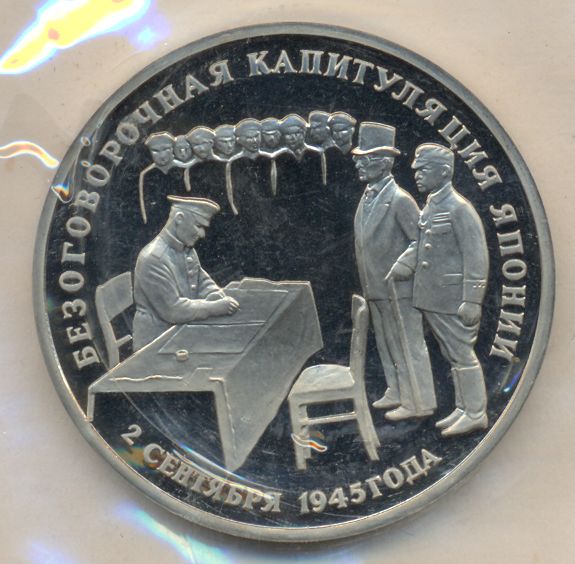 БЕЗОГОВОРОЧНАЯ КАПИТУЛЯЦИЯ ЯПОНИИ
2 СЕНТЯБРЯ 1945 ГОДА